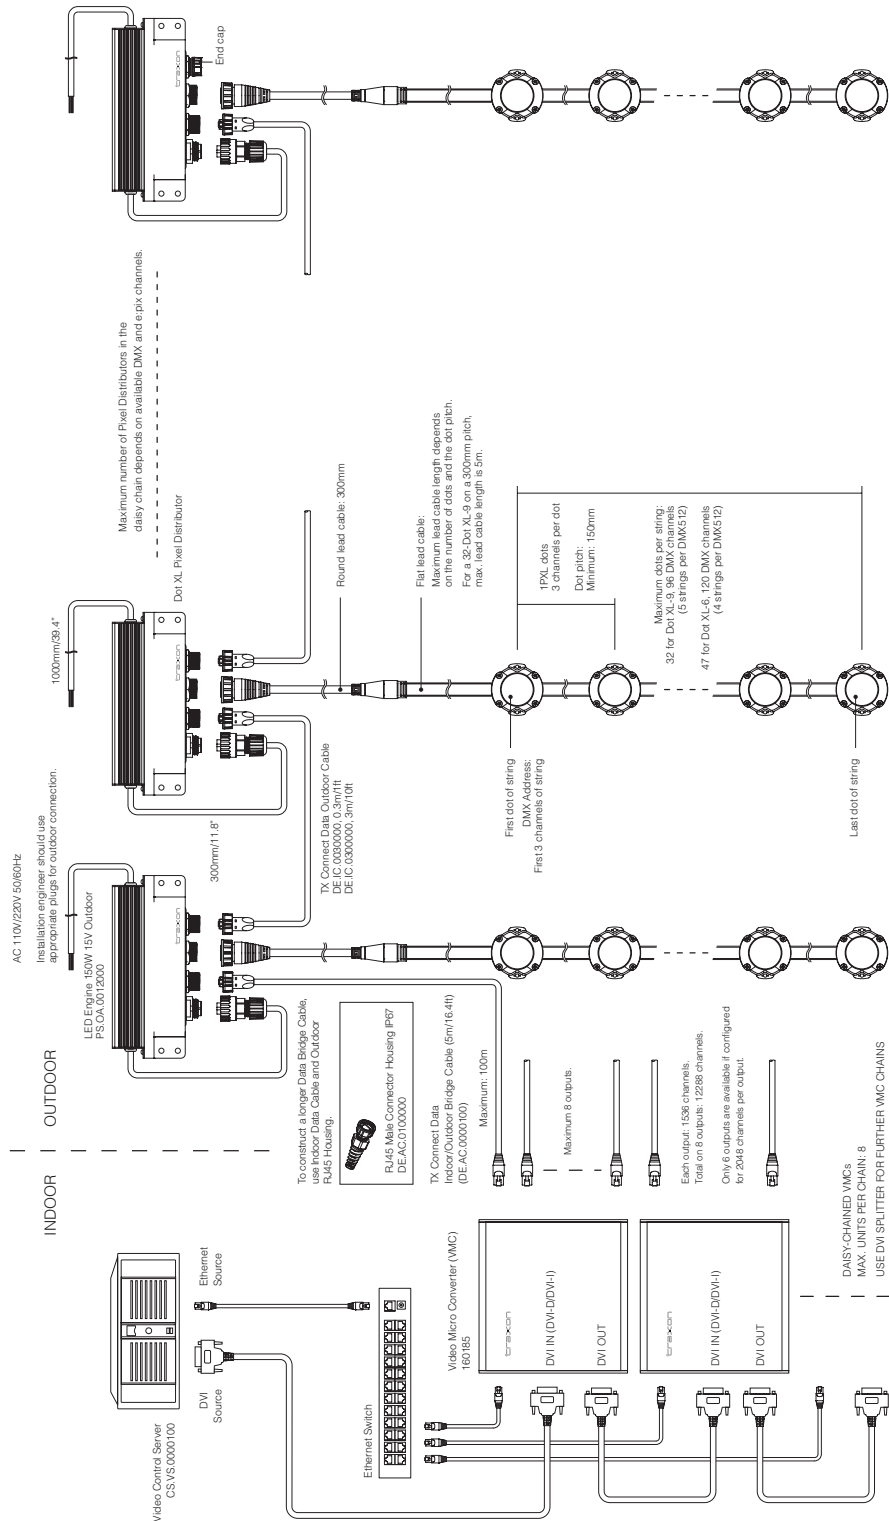 INDOOR
OUTDOOR
Video Control Server
CS.VS.0000100
DVI
Source
Ethernet
Source
Ethernet Switch
Video Micro Converter (VMC)
160185
traxon
DVI IN (DVI-D/DVI-I)
DVI OUT
traxon
DVI IN (DVI-D/DVI-I)
DVI OUT
DAISY-CHAINED VMCs
MAX. UNITS PER CHAIN: 8
USE DVI SPLITTER FOR FURTHER VMC CHAINS
To construct a longer Data Bridge Cable,
use Indoor Data Cable and Outdoor
RJ45 Housing.
RJ45 Male Connector Housing IP67
DE.AC.0100000
TX Connect Data
Indoor/Outdoor Bridge Cable (5m/16.4ft)
(DE.AC.0000100)
Maximum: 100m
Maximum 8 outputs.
Each output: 1536 channels.
Total on 8 outputs: 12288 channels.
Only 6 outputs are available if configured
for 2048 channels per output.
AC 110V/220V 50/60Hz
Installation engineer should use
appropriate plugs for outdoor connection.
LED Engine 150W 15V Outdoor
PS.OA.0012000
traxon
1000mm/39.4"
300mm/11.8"
TX Connect Data Outdoor Cable
DE.IC.0030000, 0.3m/1ft
DE.IC.0300000, 3m/10ft
traxon
Dot XL Pixel Distributor
Maximum number of Pixel Distributors in the
daisy chain depends on available DMX and e:pix channels.
Round lead cable: 300mm
Flat lead cable:
Maximum lead cable length depends
on the number of dots and the dot pitch.
For a 32-Dot XL-9 on a 300mm pitch,
max. lead cable length is 5m.
First dot of string
DMX Address:
First 3 channels of string
1PXL dots
3 channels per dot
Dot pitch:
Minimum: 150mm
Maximum dots per string:
32 for Dot XL-9, 96 DMX channels
(5 strings per DMX512)
47 for Dot XL-6, 120 DMX channels
(4 strings per DMX512)
Last dot of string
traxon
End cap